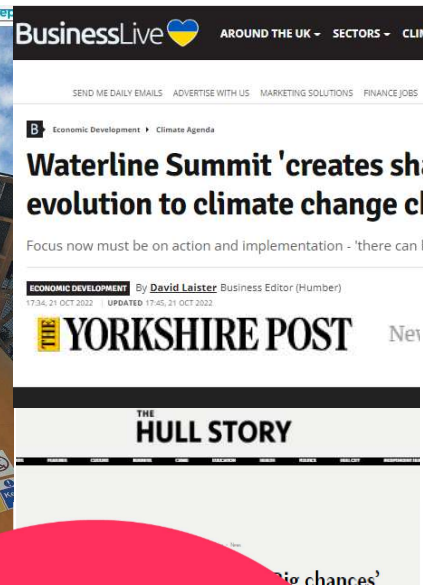 BusinessLive
AROUND THE UK SECTORS
SEND ME DAILY EMAILS ADVERTISE WITH US MARKETING SOLUTIONS FINANCE JOBS
B Economic Development Climate Agenda
Waterline Summit 'creates
evolution to climate change
Focus now must be on action and implementation - 'there can
ECONOMIC DEVELOPMENT By David Laister Business Editor (Humber)
17:34, 21 OCT 2022 UPDATED 17:45, 21 OCT 2022
THE YORKSHIRE POST
THE
HULL STORY
chances’